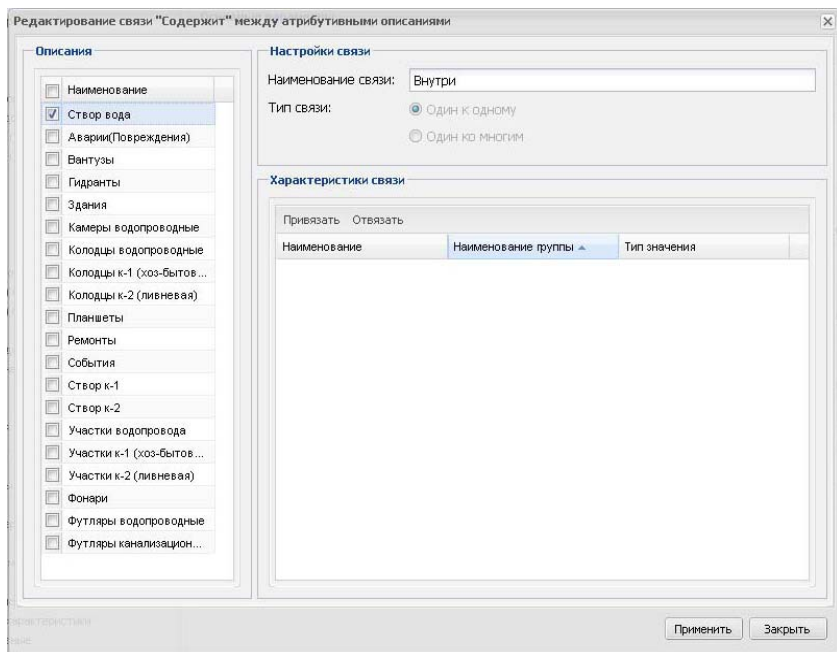 Редактирование связи "Содержит" между атрибутивными описаниями
Описания
Наименование
Створ вода
Аварии(Повреждения)
Вантузы
Гидранты
Здания
Камеры водопроводные
Колодцы водопроводные
Колодцы к-1 (хоз-бытов...
Колодцы к-2 (ливневая)
Планшеты
Ремонты
События
Створ к-1
Створ к-2
Участки водопровода
Участки к-1 (хоз-бытов...
Участки к-2 (ливневая)
Фонари
Футляры водопроводные
Футляры канализацион...
Настройки связи
Наименование связи: Внутри
Тип связи: Один к одному
Один ко многим
Характеристики связи
Привязать Отвязать
Наименование Наименование группы Тип значения
Применить Закрыть